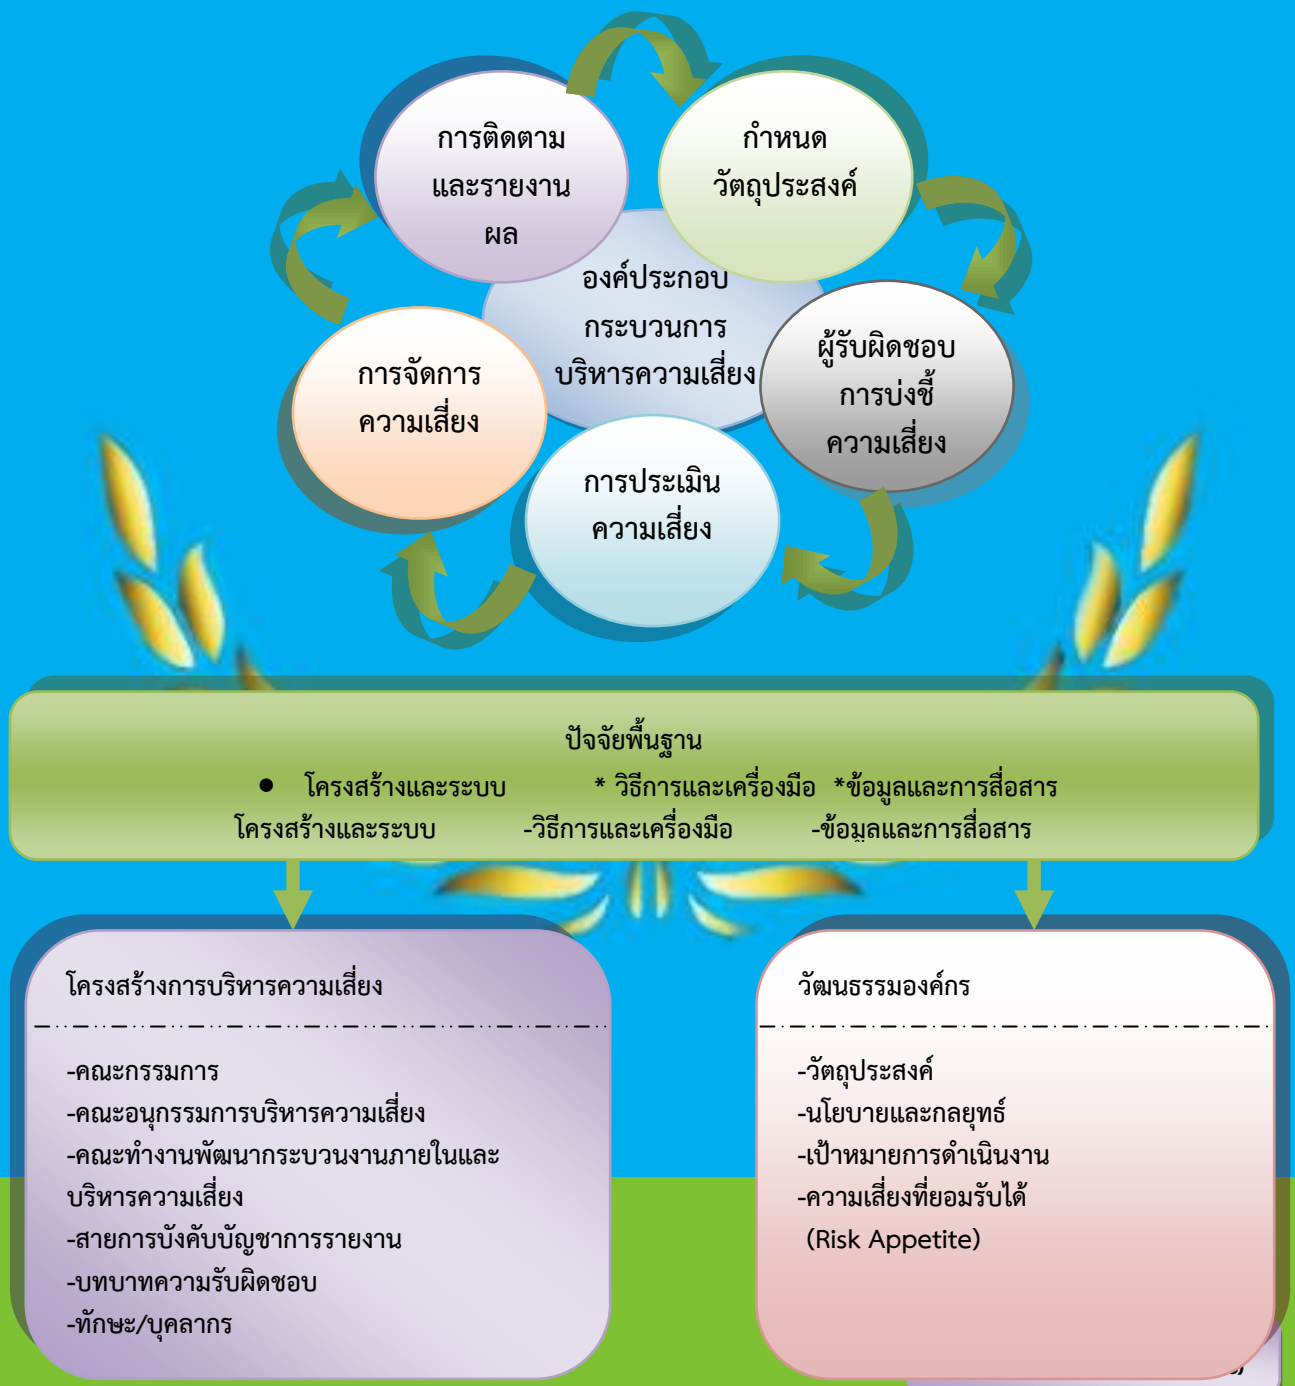 การติดตาม
และรายงาน
ผล
กำหนด
วัตถุประสงค์
องค์ประกอบ
กระบวนการ
บริหารความเสี่ยง
ผู้รับผิดชอบ
การบ่งชี้
ความเสี่ยง
การจัดการ
ความเสี่ยง
การประเมิน
ความเสี่ยง
ปัจจัยพื้นฐาน
• โครงสร้างและระบบ * วิธีการและเครื่องมือ *ข้อมูลและการสื่อสาร
โครงสร้างและระบบ -วิธีการและเครื่องมือ -ข้อมูลและการสื่อสาร
โครงสร้างการบริหารความเสี่ยง
-คณะกรรมการ
-คณะอนุกรรมการบริหารความเสี่ยง
-คณะทำงานพัฒนากระบวนงานภายในและ
บริหารความเสี่ยง
-สายการบังคับบัญชาการรายงาน
-บทบาทความรับผิดชอบ
-ทักษะ/บุคลากร
วัฒนธรรมองค์กร
-วัตถุประสงค์
-นโยบายและกลยุทธ์
-เป้าหมายการดำเนินงาน
-ความเสี่ยงที่ยอมรับได้
(Risk Appetite)